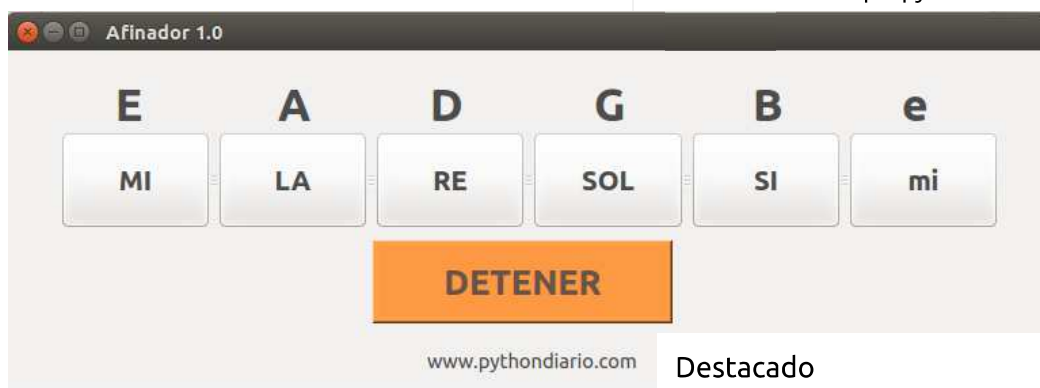 Afinador 1.0
E A D G B e
MI LA RE SOL SI mi
DETENER
www.pythondiario.com
Destacado